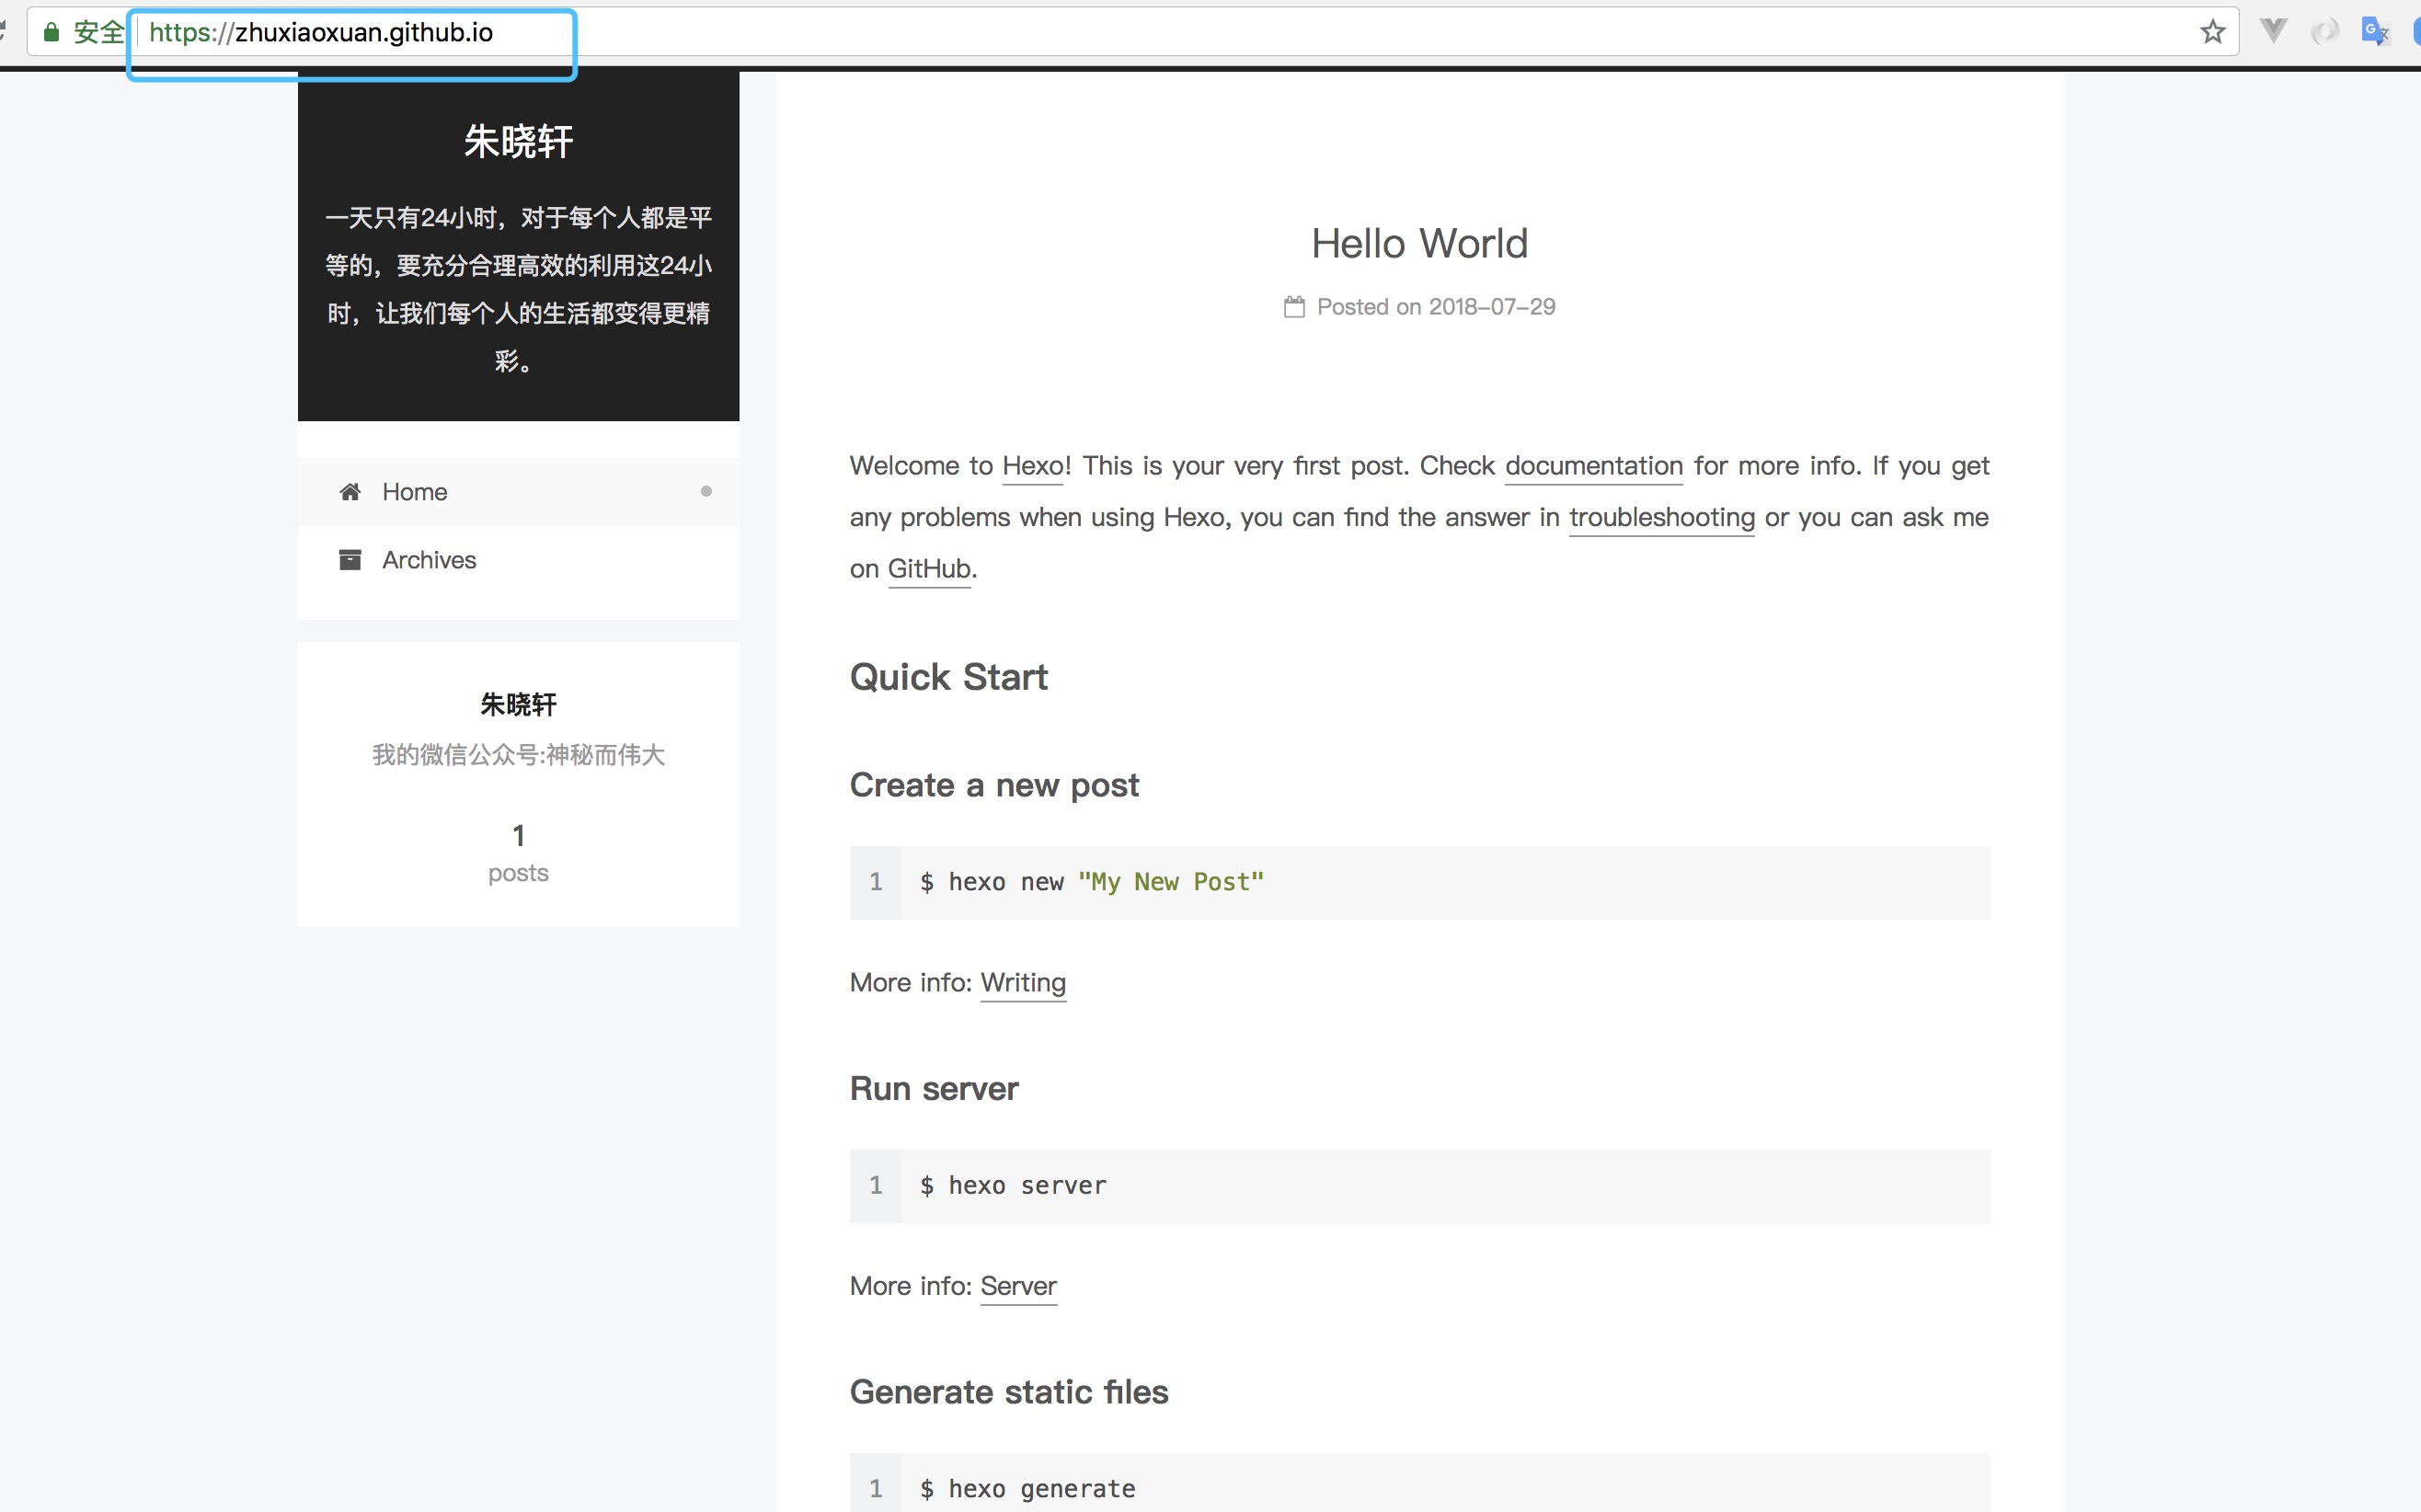 安全 https://zhuxiaoxuan.github.io
朱晓轩
一天只有24小时，对于每个人都是平
等的，要充分合理高效的利用这24小
时，让我们每个人的生活都变得更精
彩。
Home
Archives
朱晓轩
我的微信公众号:神秘而伟大
1
posts
Hello World
Posted on 2018-07-29
Welcome to Hexo! This is your very first post. Check documentation for more info. If you get
any problems when using Hexo, you can find the answer in troubleshooting or you can ask me
on GitHub.
Quick Start
Create a new post
1 $ hexo new "My New Post"
More info: Writing
Run server
1 $ hexo server
More info: Server
Generate static files
1 $ hexo generate